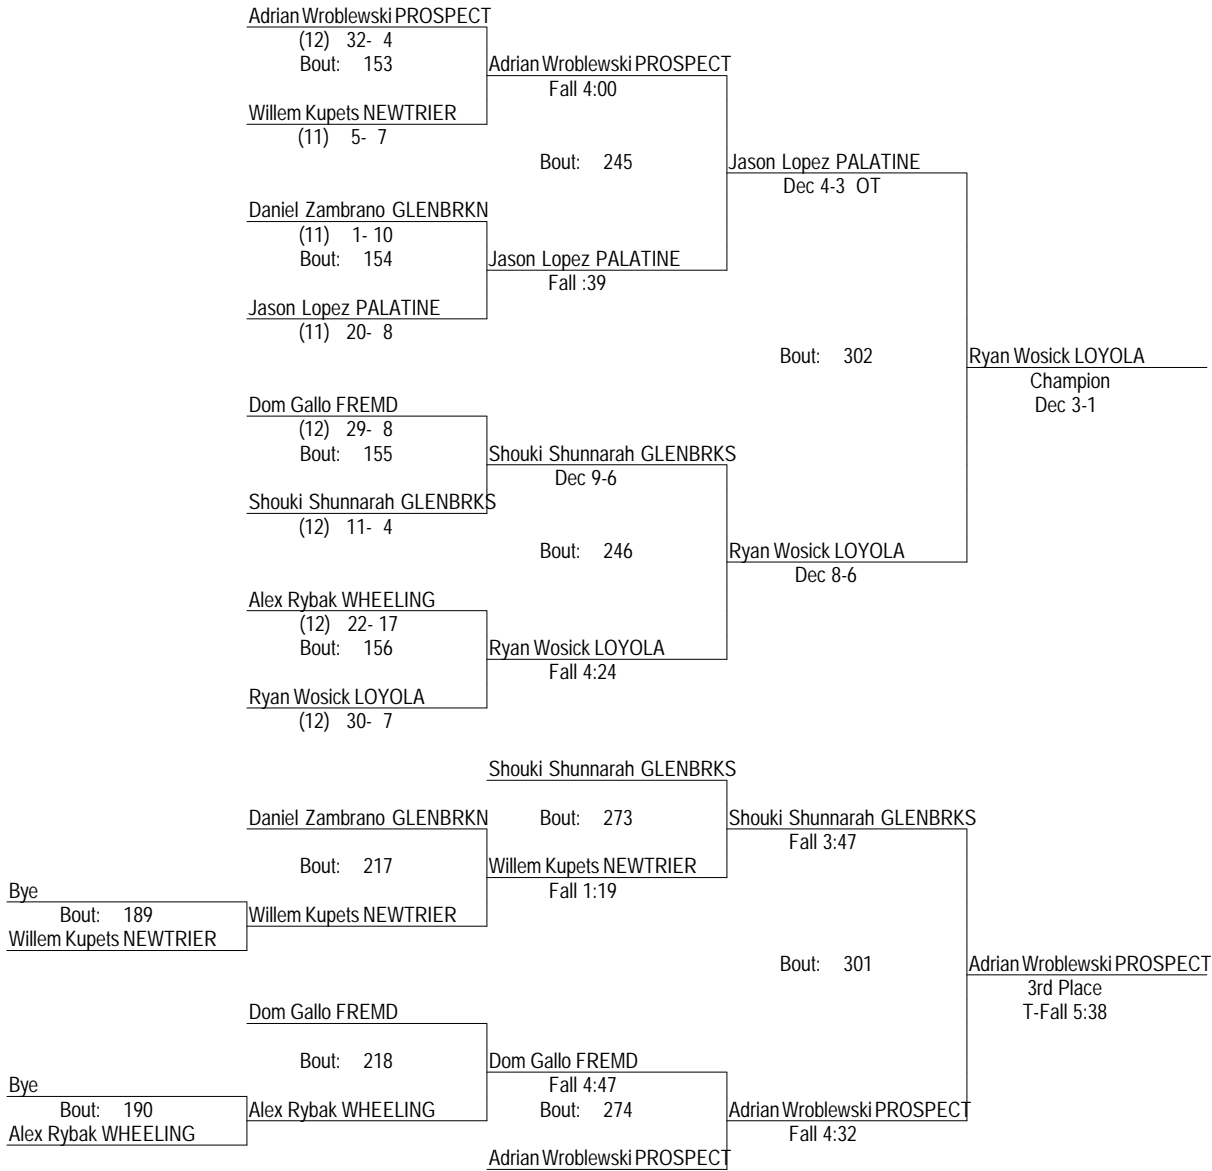 Adrian Wroblewski PROSPECT
(12) 32- 4
Bout: 153
Adrian Wroblewski PROSPECT
Fall 4:00
Willem Kupets NEWTRIER
(11) 5- 7
Bout: 245
Jason Lopez PALATINE
Dec 4-3 OT
Daniel Zambrano GLENBRKN
(11) 1- 10
Bout: 154
Jason Lopez PALATINE
Fall :39
Jason Lopez PALATINE
(11) 20- 8
Bout: 302
Ryan Wosick LOYOLA
Champion
Dec 3-1
Dom Gallo FREMD
(12) 29- 8
Bout: 155
Shouki Shunnarah GLENBRKS
Dec 9-6
Shouki Shunnarah GLENBRKS
(12) 11- 4
Bout: 246
Ryan Wosick LOYOLA
Dec 8-6
Alex Rybak WHEELING
(12) 22- 17
Bout: 156
Ryan Wosick LOYOLA
Fall 4:24
Ryan Wosick LOYOLA
(12) 30- 7
Shouki Shunnarah GLENBRKS
Daniel Zambrano GLENBRKN
Bout: 273
Shouki Shunnarah GLENBRKS
Fall 3:47
Bout: 217
Willem Kupets NEWTRIER
Fall 1:19
Bye
Bout: 189
Willem Kupets NEWTRIER
Willem Kupets NEWTRIER
Bout: 301
Adrian Wroblewski PROSPECT
3rd Place
T-Fall 5:38
Dom Gallo FREMD
Bout: 218
Dom Gallo FREMD
Fall 4:47
Bye
Bout: 190
Alex Rybak WHEELING
Alex Rybak WHEELING
Bout: 274
Adrian Wroblewski PROSPECT
Fall 4:32
Adrian Wroblewski PROSPECT